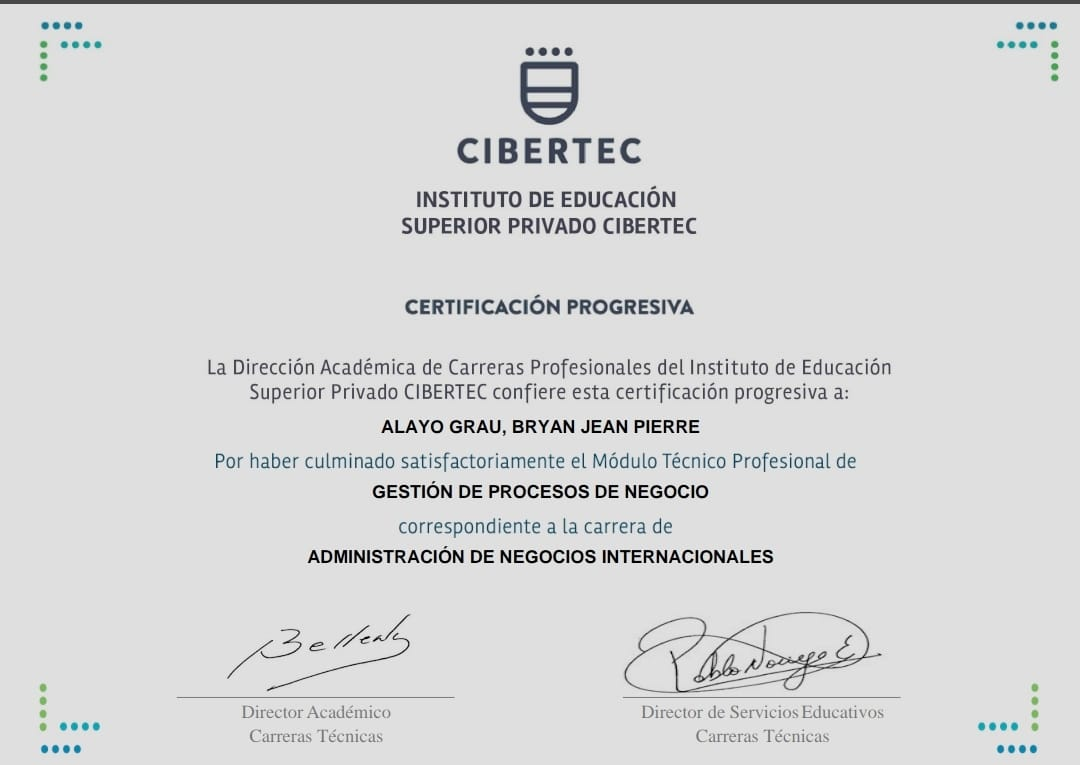 CIBERTEC
INSTITUTO DE EDUCACIÓN
SUPERIOR PRIVADO CIBERTEC
CERTIFICACIÓN PROGRESIVA
La Dirección Académica de Carreras Profesionales del Instituto de Educación
Superior Privado CIBERTEC confiere esta certificación progresiva a:
ALAYO GRAU, BRYAN JEAN PIERRE
Por haber culminado satisfactoriamente el Módulo Técnico Profesional de
GESTIÓN DE PROCESOS DE NEGOCIO
correspondiente a la carrera de
ADMINISTRACIÓN DE NEGOCIOS INTERNACIONALES
Director Académico
Carreras Técnicas
Director de Servicios Educativos
Carreras Técnicas